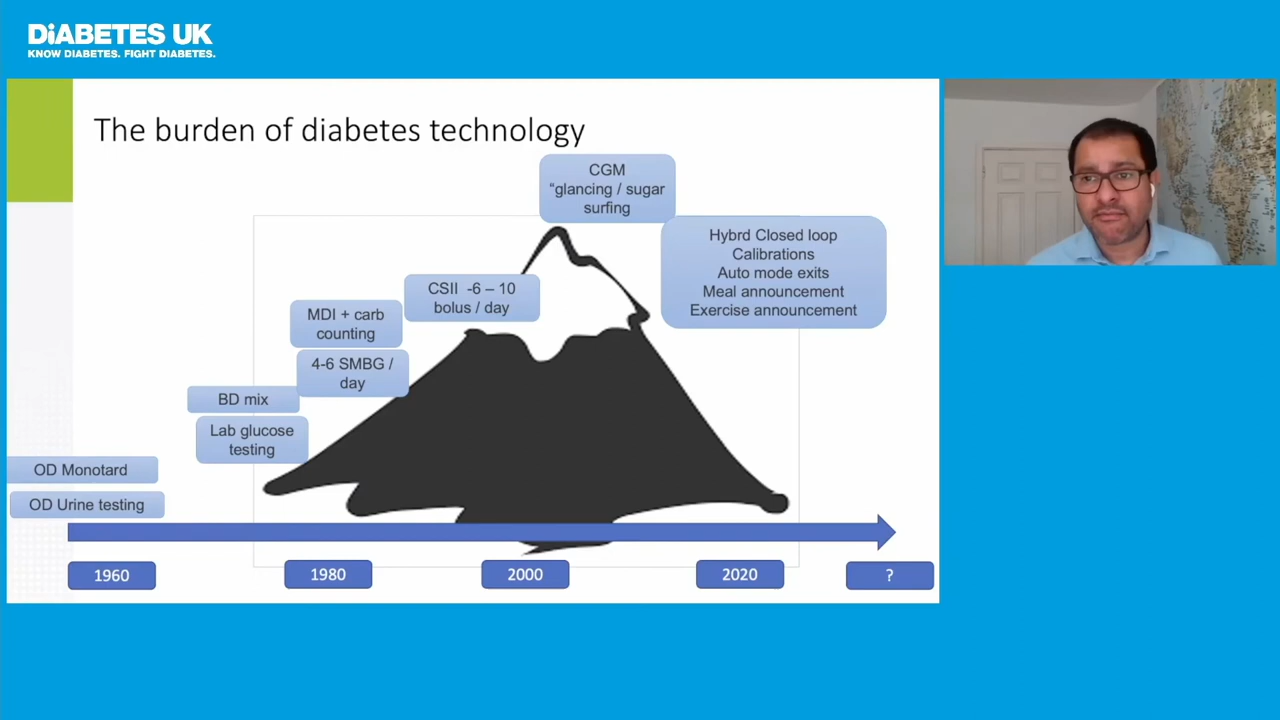 DiABETES UK
KNOW DIABETES. FIGHT DIABETES.
The burden of diabetes technology
CGM
“glancing / sugar
surfing
Hybrd Closed loop
Calibrations
Auto mode exits
Meal announcement
Exercise announcement
CSII -6 – 10
bolus / day
MDI + carb
counting
4-6 SMBG /
day
BD mix
Lab glucose
testing
OD Monotard
OD Urine testing
1960
1980
2000
2020
?